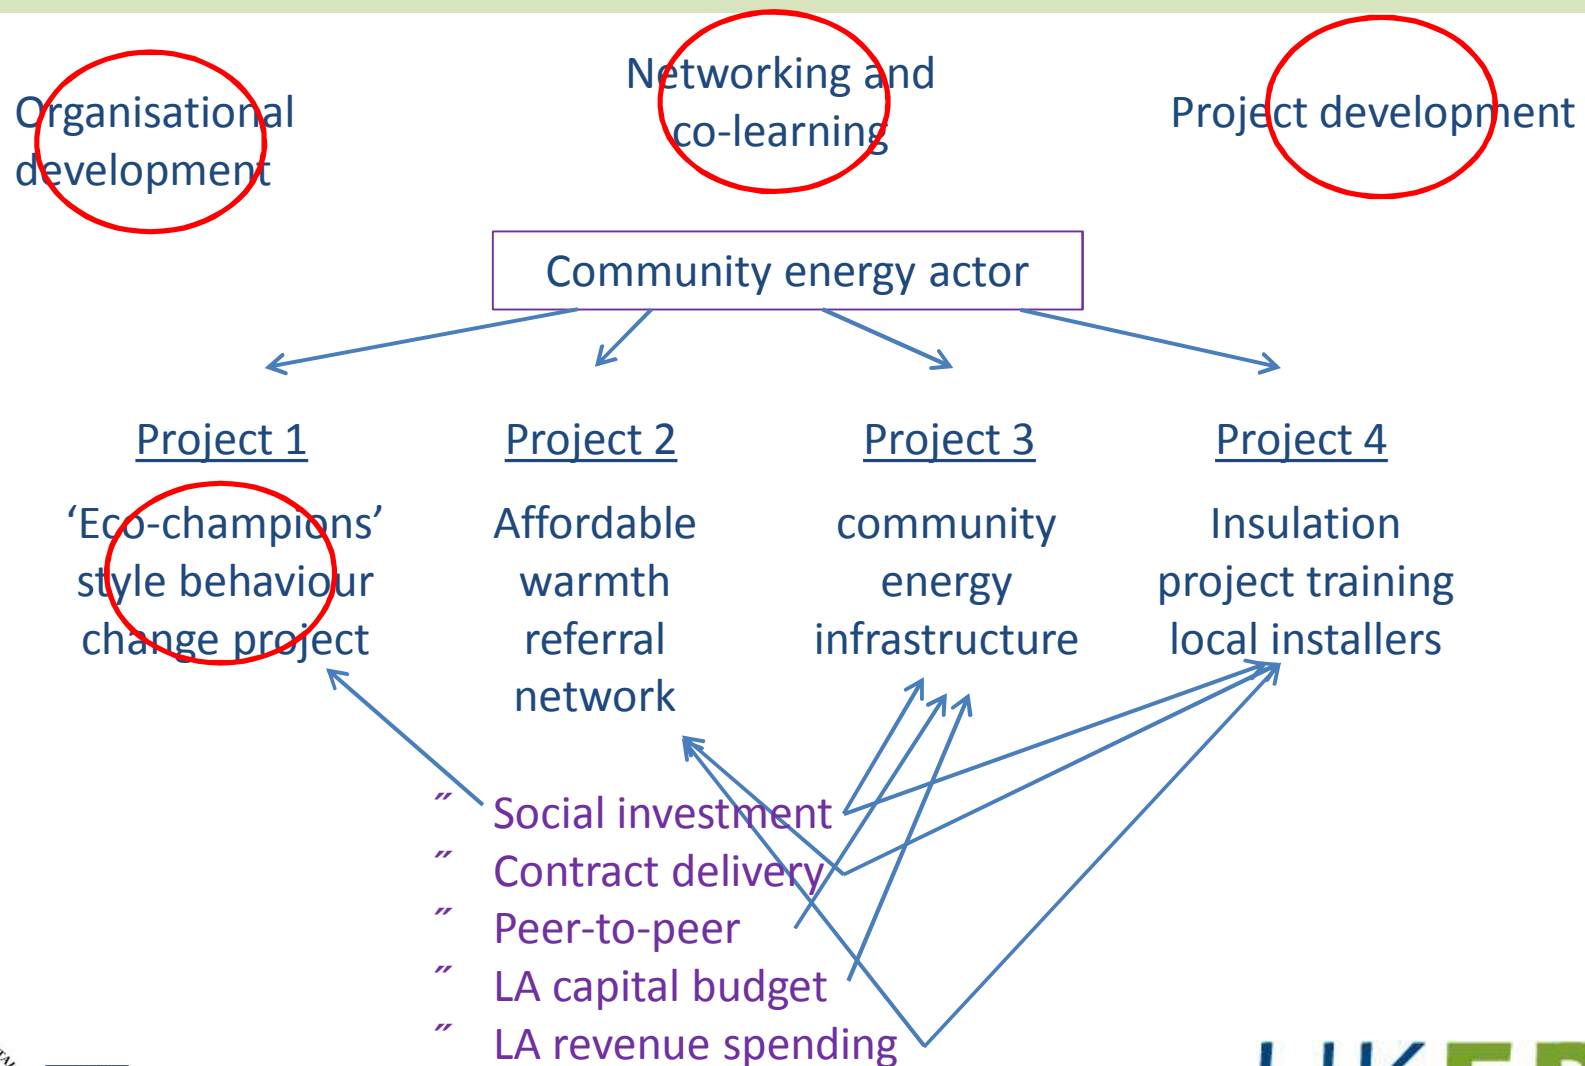 Organisational
development
Networking and
co-learning
Project development
Community energy actor
Project 1
‘Eco-champions’
style behaviour
change project
Project 2
Affordable
warmth
referral
network
Project 3
community
energy
infrastructure
Project 4
Insulation
project training
local installers
˝ Social investment
˝ Contract delivery
˝ Peer-to-peer
˝ LA capital budget
˝ LA revenue spending